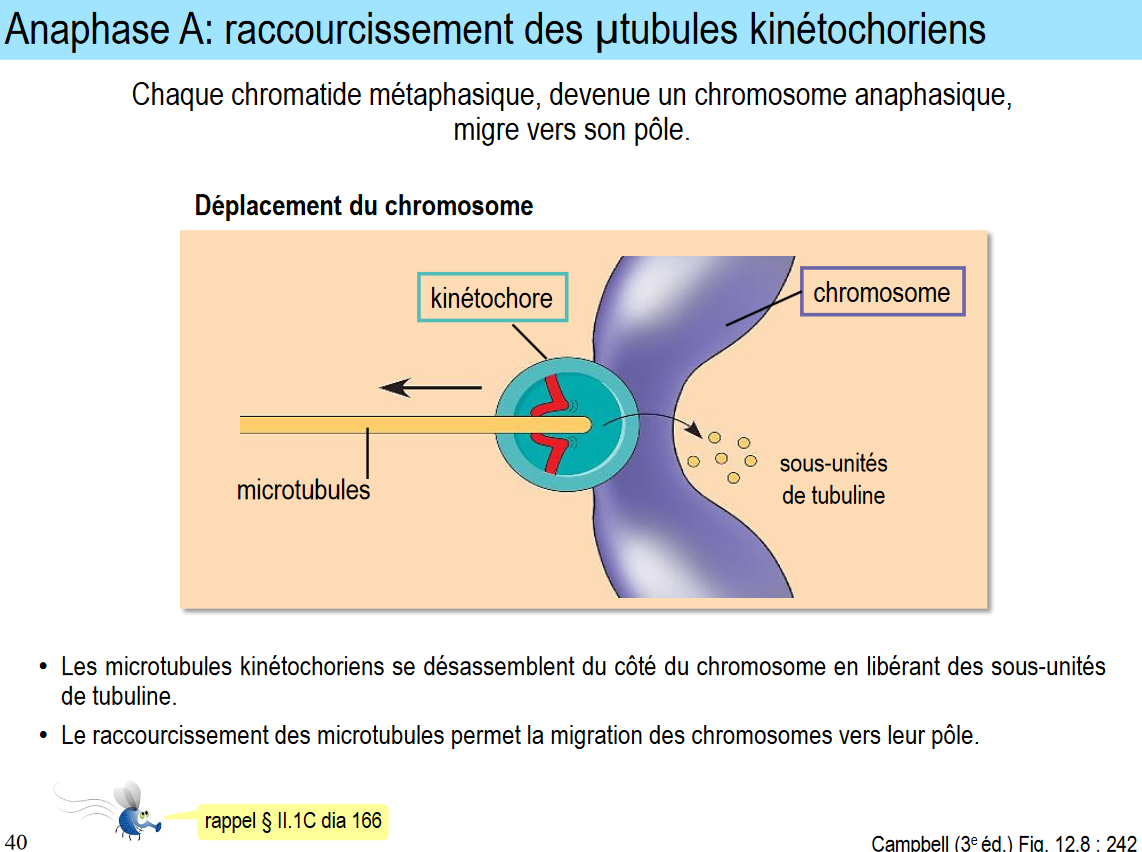 Anaphase A: raccourcissement des µtubules kinétochoriens
Chaque chromatide métaphasique, devenue un chromosome anaphasique,
migre vers son pôle.
Déplacement du chromosome
kinétochore
chromosome
microtubules
sous-unités
de tubuline
• Les microtubules kinétochoriens se désassemblent du côté du chromosome en libérant des sous-unités
de tubuline.
• Le raccourcissement des microtubules permet la migration des chromosomes vers leur pôle.
rappel § II.1C dia 166
40
Campbell (3e éd.) Fig. 12.8 : 242